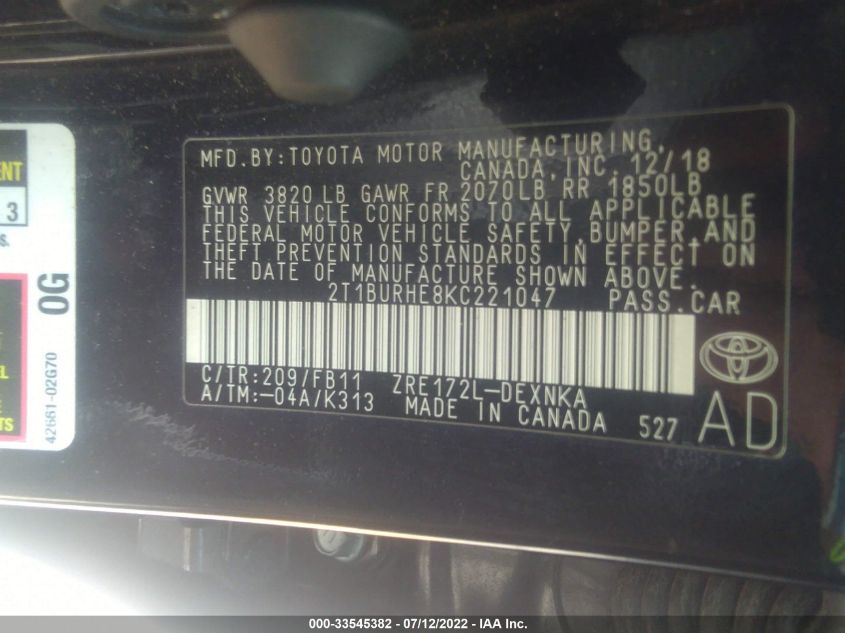 MFD.BY:TOYOTA MOTOR MANUFACTURING,
CANADA, INC. 12/18
GVWR 3820 LB GAWR FR 2070LB RR 1850LB
THIS VEHICLE CONFORMS TO ALL APPLICABLE
FEDERAL MOTOR VEHICLE SAFETY, BUMPER, AND
THEFT PREVENTION STANDARDS IN EFFECT ON
THE DATE OF MANUFACTURE SHOWN ABOVE.
2T1BURHE8KC221047 PASS.CAR
C/TR:209/FB11 ZRE172L-DEXNKA
A/TM:-04A/K313 MADE IN CANADA 527
AD
3
0G
42661-02G70
000-33545382 - 07/12/2022 - IAA Inc.